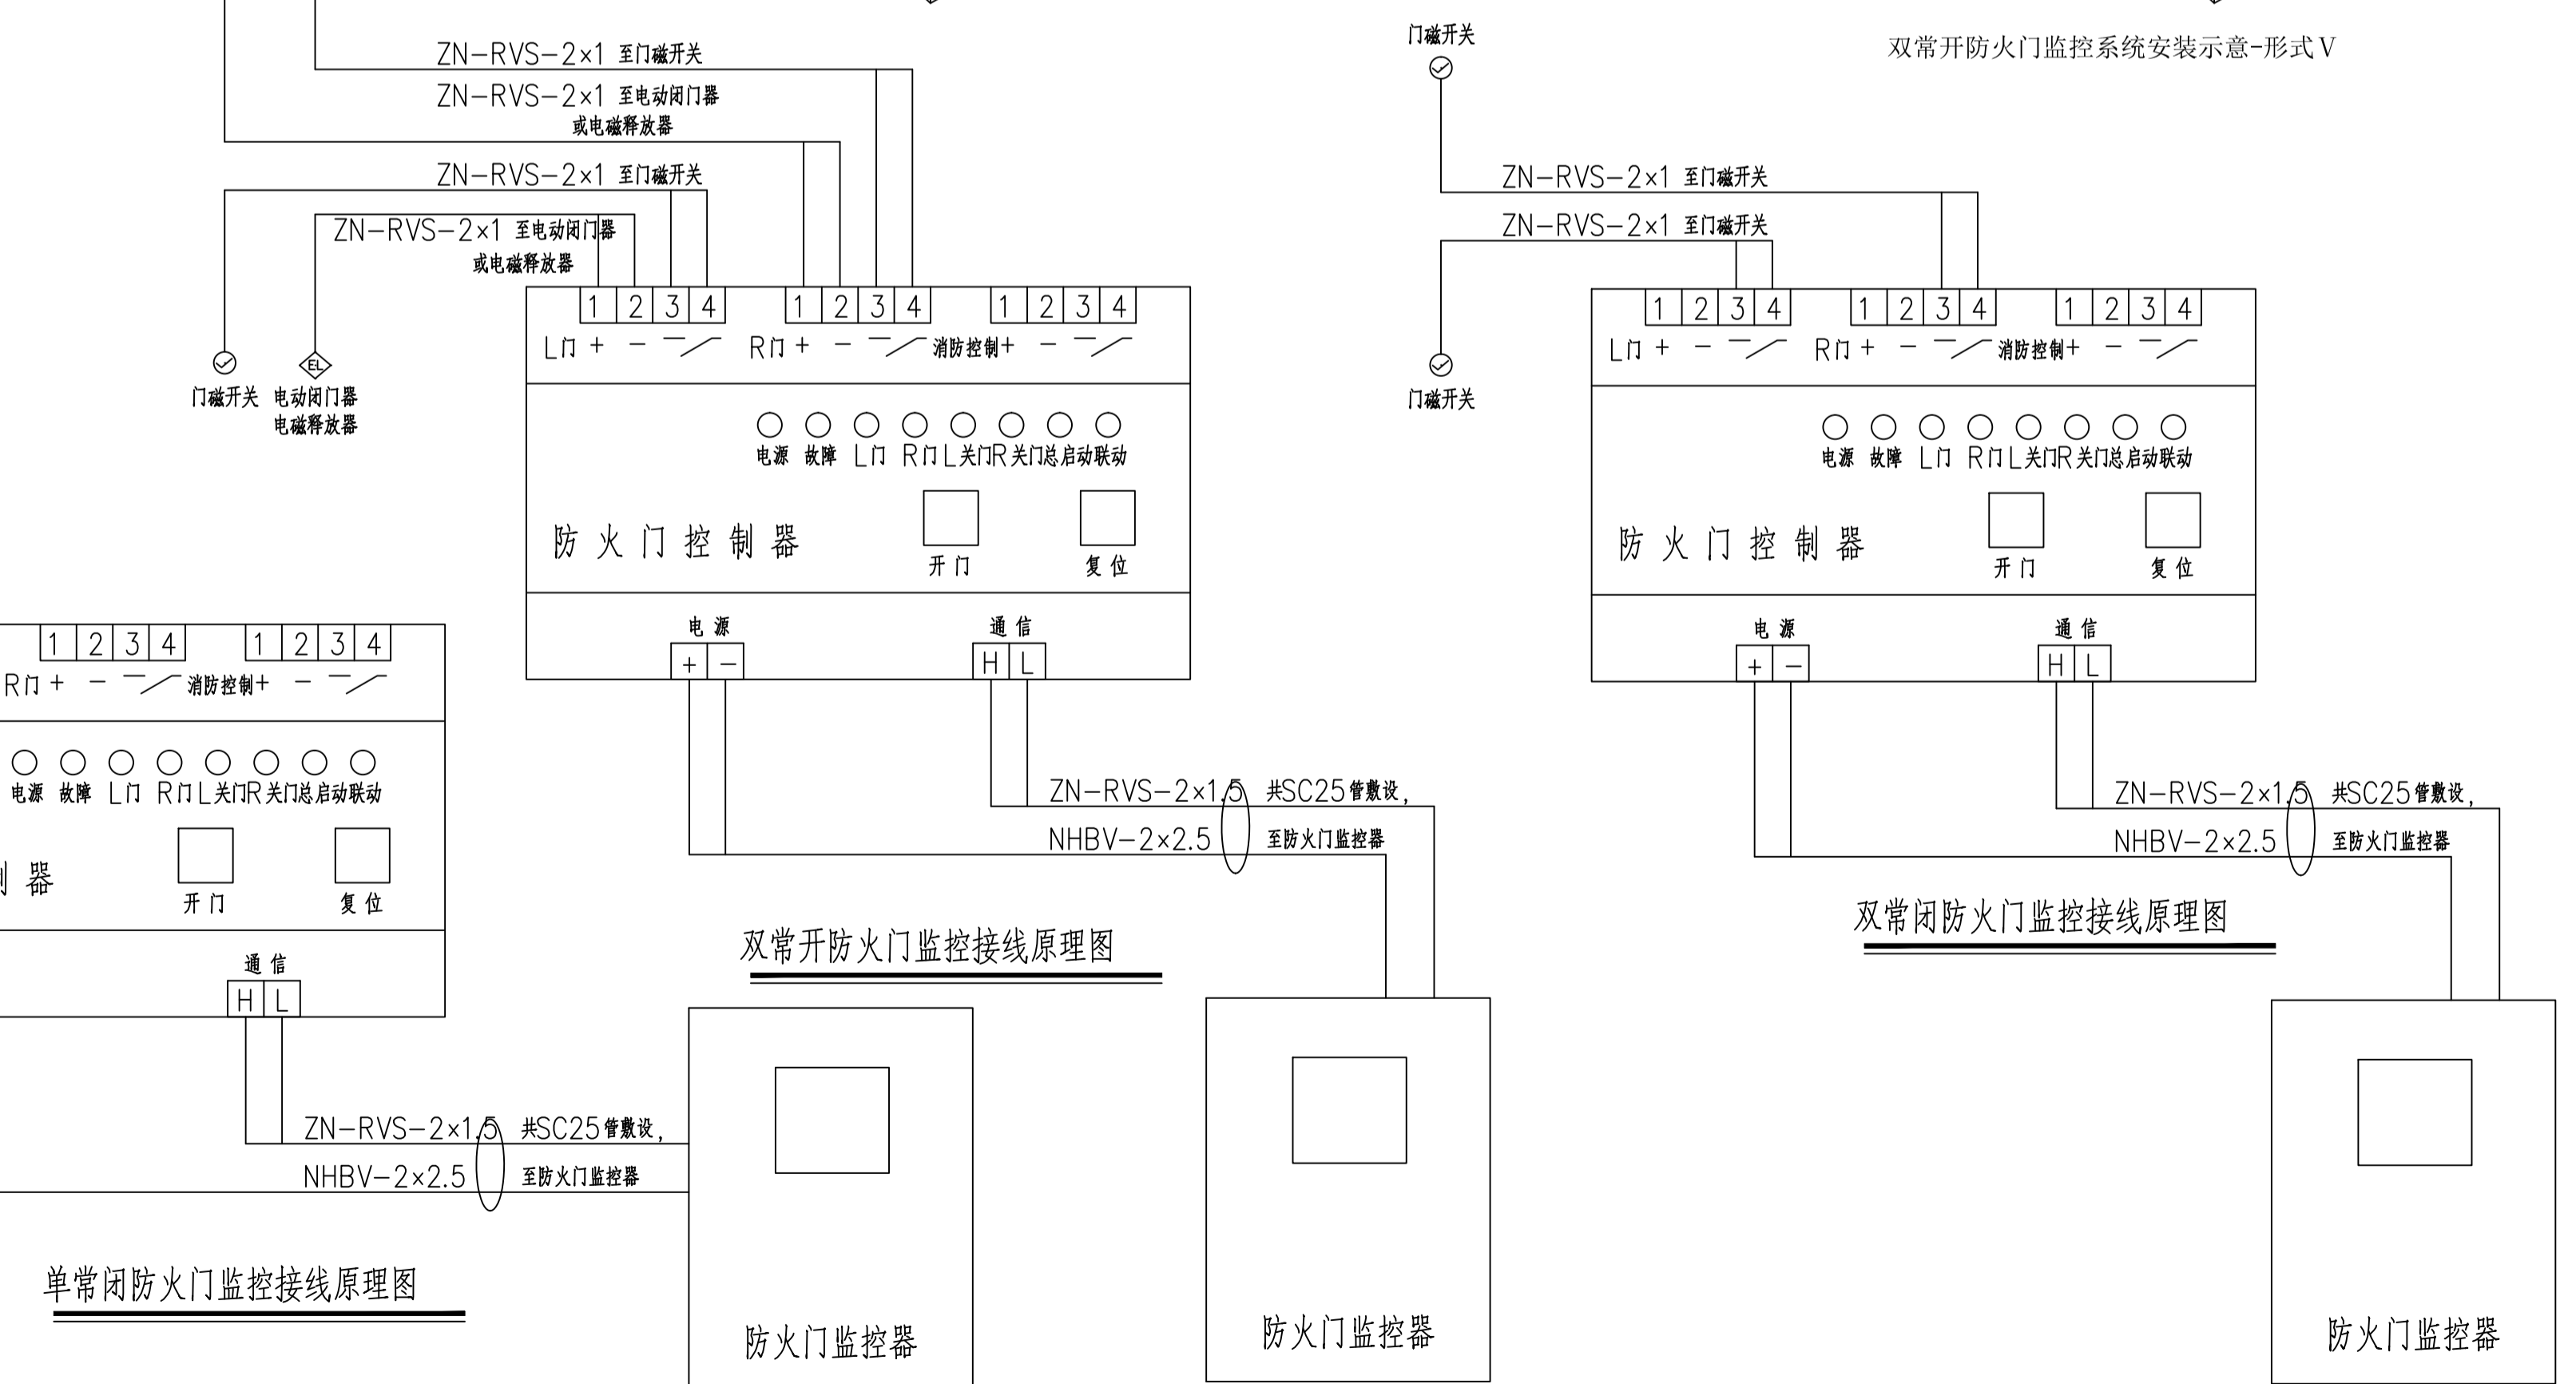 ZN-RVS-2×1 至门磁开关
ZN-RVS-2×1 至电动闭门器
或电磁释放器
ZN-RVS-2×1 至门磁开关
ZN-RVS-2×1 至电动闭门器
或电磁释放器
门磁开关
EL
电动闭门器
电磁释放器
1 2 3 4 1 2 3 4 1 2 3 4
L门 + - R门 + - 消防控制+ -
电源 故障 L门 R门 L关门 R关门 总启动 联动
防火门控制器
开门 复位
电源 通信
+ - H L
ZN-RVS-2×1.5 共SC25管敷设,
NHBV-2×2.5 至防火门监控器
双常开防火门监控接线原理图
防火门监控器
双常开防火门监控系统安装示意-形式V
门磁开关
ZN-RVS-2×1 至门磁开关
ZN-RVS-2×1 至门磁开关
门磁开关
1 2 3 4 1 2 3 4 1 2 3 4
L门 + - R门 + - 消防控制+ -
电源 故障 L门 R门 L关门 R关门 总启动 联动
防火门控制器
开门 复位
电源 通信
+ - H L
ZN-RVS-2×1.5 共SC25管敷设,
NHBV-2×2.5 至防火门监控器
双常闭防火门监控接线原理图
防火门监控器
1 2 3 4 1 2 3 4
R门 + - 消防控制+ -
电源 故障 L门 R门 L关门 R关门 总启动 联动
器
开门 复位
通信
H L
ZN-RVS-2×1.5 共SC25管敷设,
NHBV-2×2.5 至防火门监控器
单常闭防火门监控接线原理图
防火门监控器